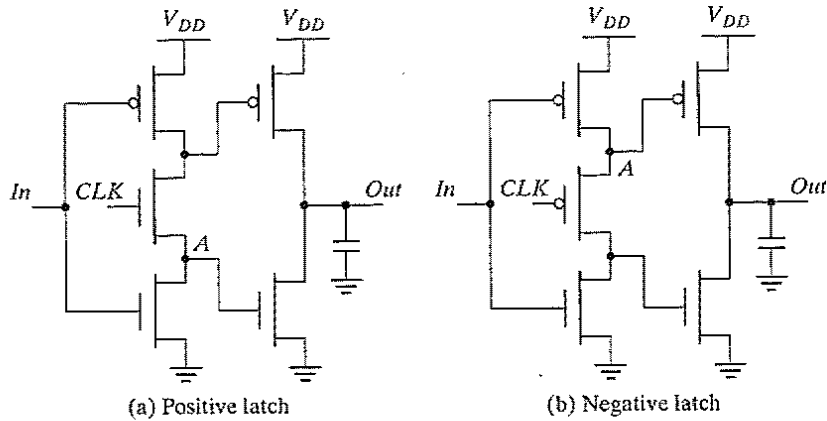 V_DD V_DD V_DD V_DD
In CLK A Out In CLK A Out
(a) Positive latch (b) Negative latch